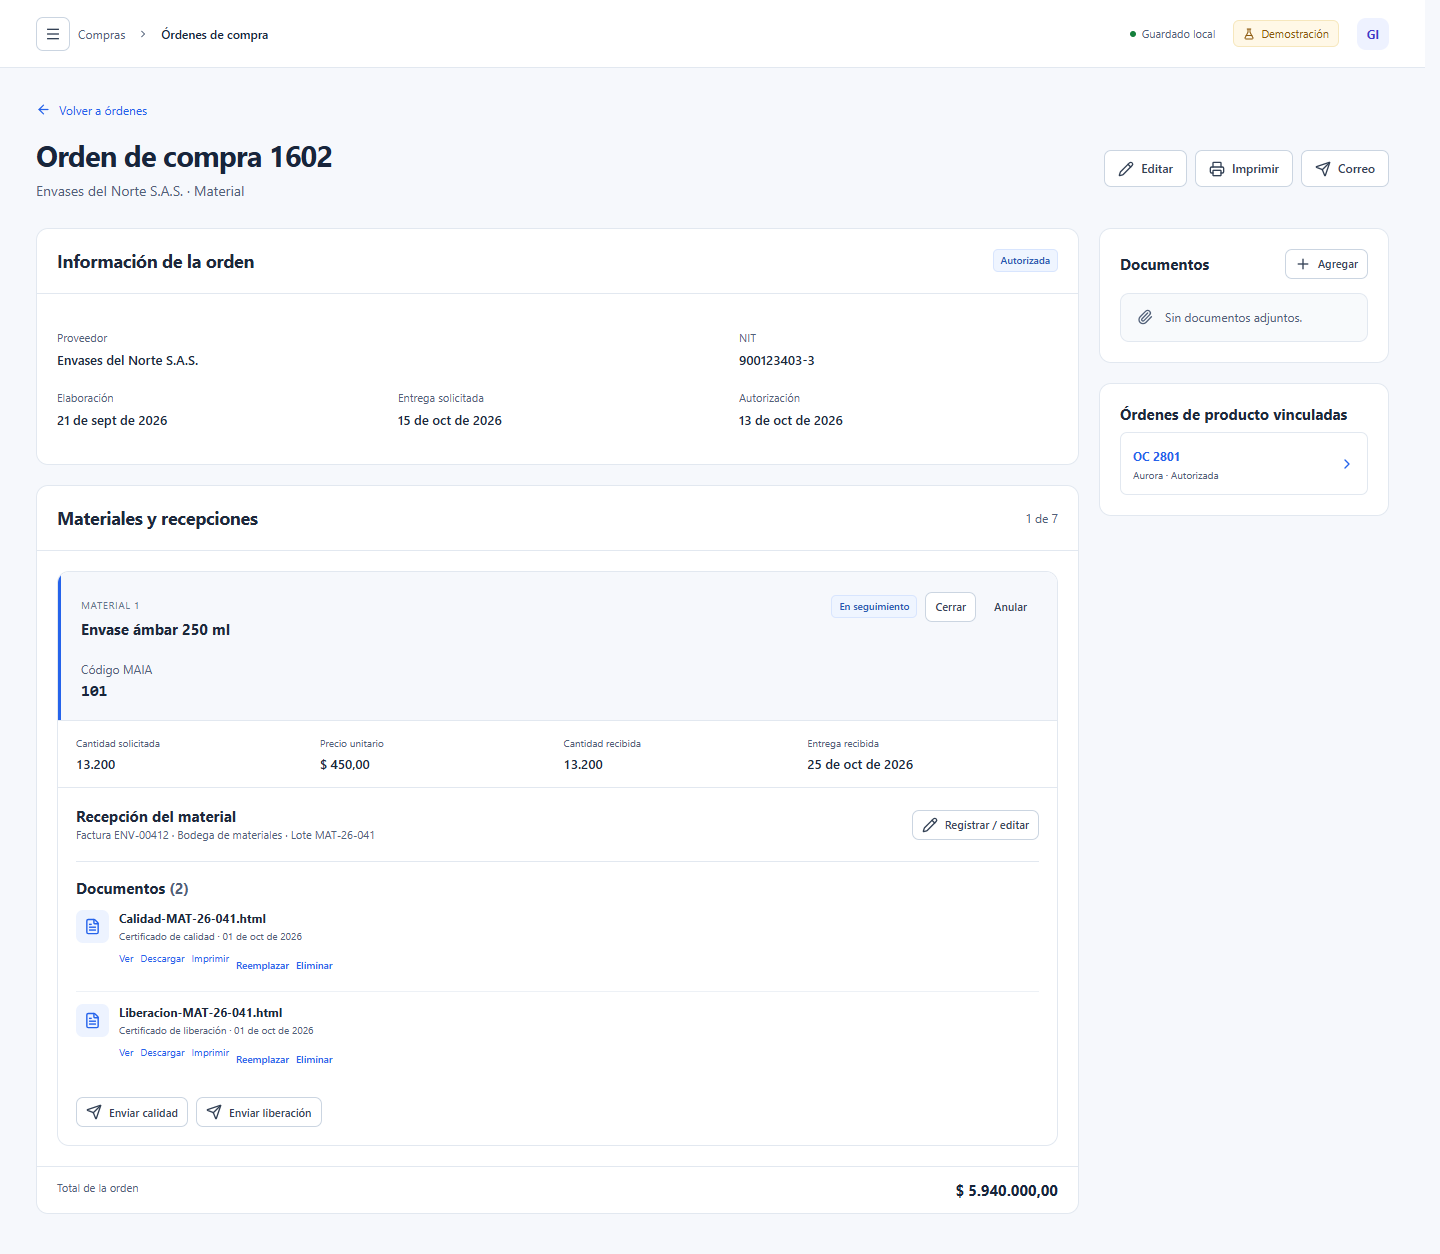 Compras
Órdenes de compra
Guardado local
Demostración
GI
Volver a órdenes
Orden de compra 1602
Envases del Norte S.A.S. · Material
Editar
Imprimir
Correo
Información de la orden
Autorizada
Proveedor
Envases del Norte S.A.S.
NIT
900123403-3
Elaboración
21 de sept de 2026
Entrega solicitada
15 de oct de 2026
Autorización
13 de oct de 2026
Documentos
Agregar
Sin documentos adjuntos.
Órdenes de producto vinculadas
OC 2801
Aurora · Autorizada
Materiales y recepciones
1 de 7
MATERIAL 1
Envase ámbar 250 ml
En seguimiento
Cerrar
Anular
Código MAIA
101
Cantidad solicitada
13.200
Precio unitario
$ 450,00
Cantidad recibida
13.200
Entrega recibida
25 de oct de 2026
Recepción del material
Factura ENV-00412 · Bodega de materiales · Lote MAT-26-041
Registrar / editar
Documentos (2)
Calidad-MAT-26-041.html
Certificado de calidad · 01 de oct de 2026
Ver Descargar Imprimir Reemplazar Eliminar
Liberacion-MAT-26-041.html
Certificado de liberación · 01 de oct de 2026
Ver Descargar Imprimir Reemplazar Eliminar
Enviar calidad
Enviar liberación
Total de la orden
$ 5.940.000,00